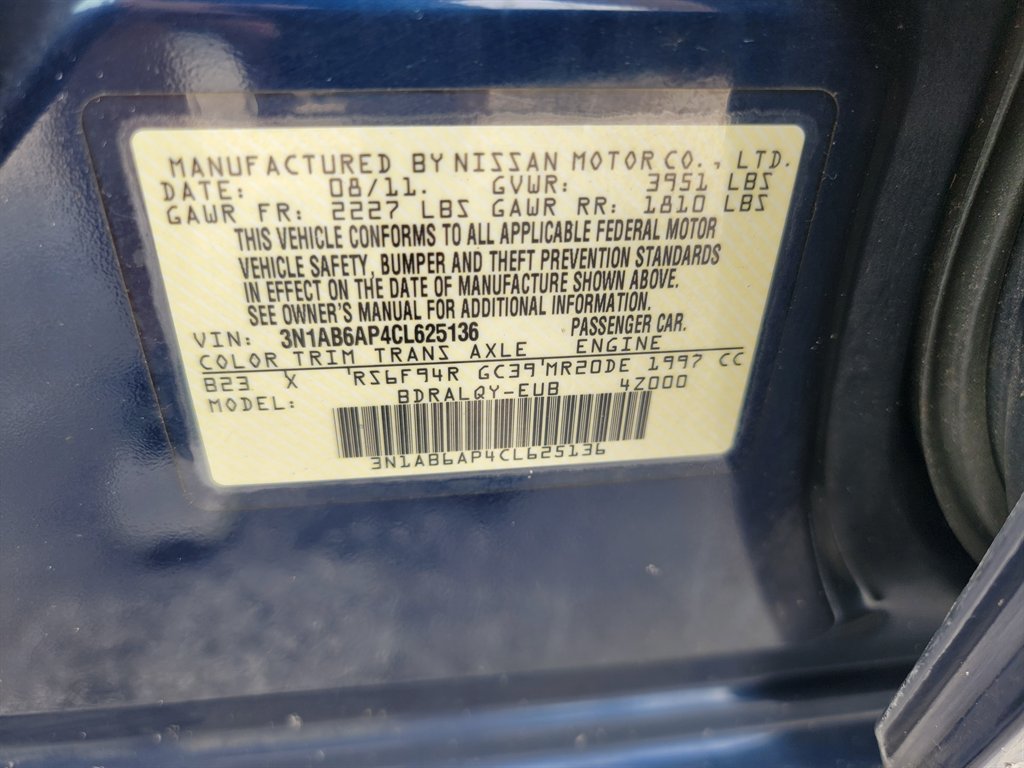 MANUFACTURED BY NISSAN MOTOR CO., LTD.
DATE: 08/11. GVWR: 3951 LBS
GAWR FR: 2227 LBS GAWR RR: 1810 LBS
THIS VEHICLE CONFORMS TO ALL APPLICABLE FEDERAL MOTOR
VEHICLE SAFETY, BUMPER AND THEFT PREVENTION STANDARDS
IN EFFECT ON THE DATE OF MANUFACTURE SHOWN ABOVE.
SEE OWNER'S MANUAL FOR ADDITIONAL INFORMATION.
VIN: 3N1AB6AP4CL625136 PASSENGER CAR.
COLOR TRIM TRANS AXLE ENGINE
B23 X 'RS6F94R GC39'MR20DE 1997 CC
MODEL: BDRALQY-EUB 4Z000
3N1AB6AP4CL625136